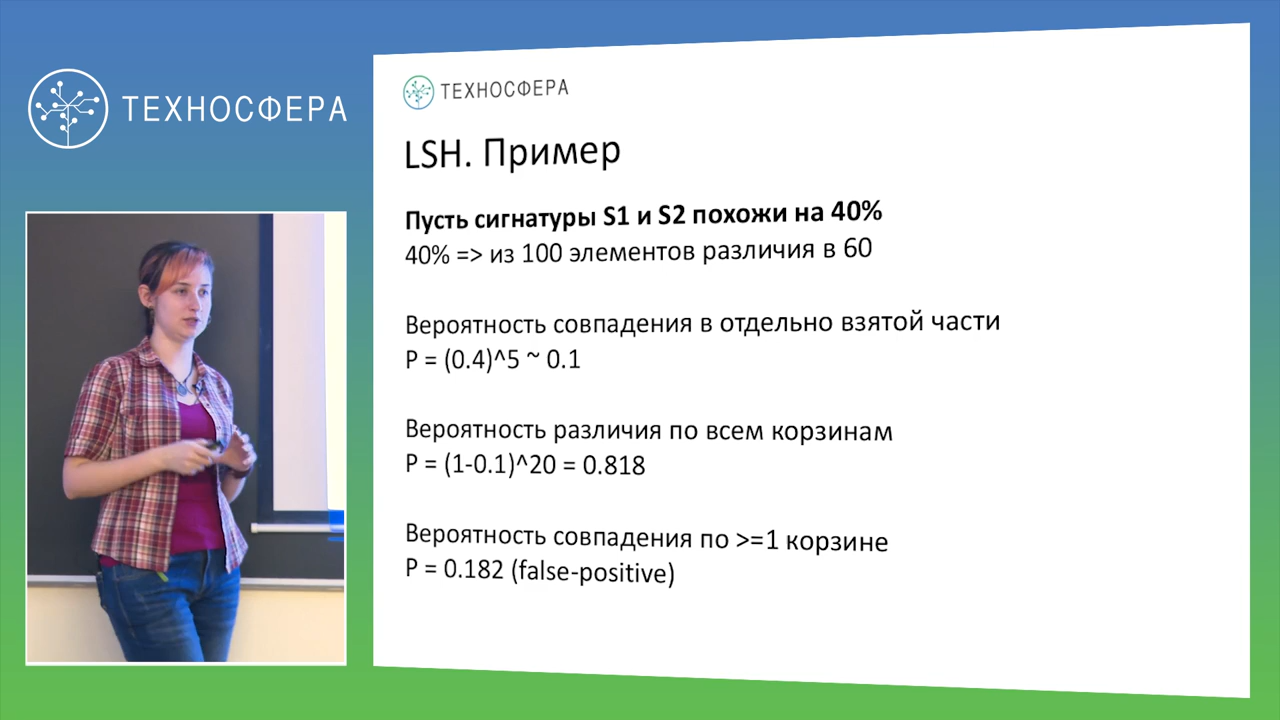 ТЕХНОСФЕРА
ТЕХНОСФЕРА
LSH. Пример
Пусть сигнатуры S1 и S2 похожи на 40%
40% => из 100 элементов различия в 60
Вероятность совпадения в отдельно взятой части
P = (0.4)^5 ~ 0.1
Вероятность различия по всем корзинам
P = (1-0.1)^20 = 0.818
Вероятность совпадения по >=1 корзине
P = 0.182 (false-positive)